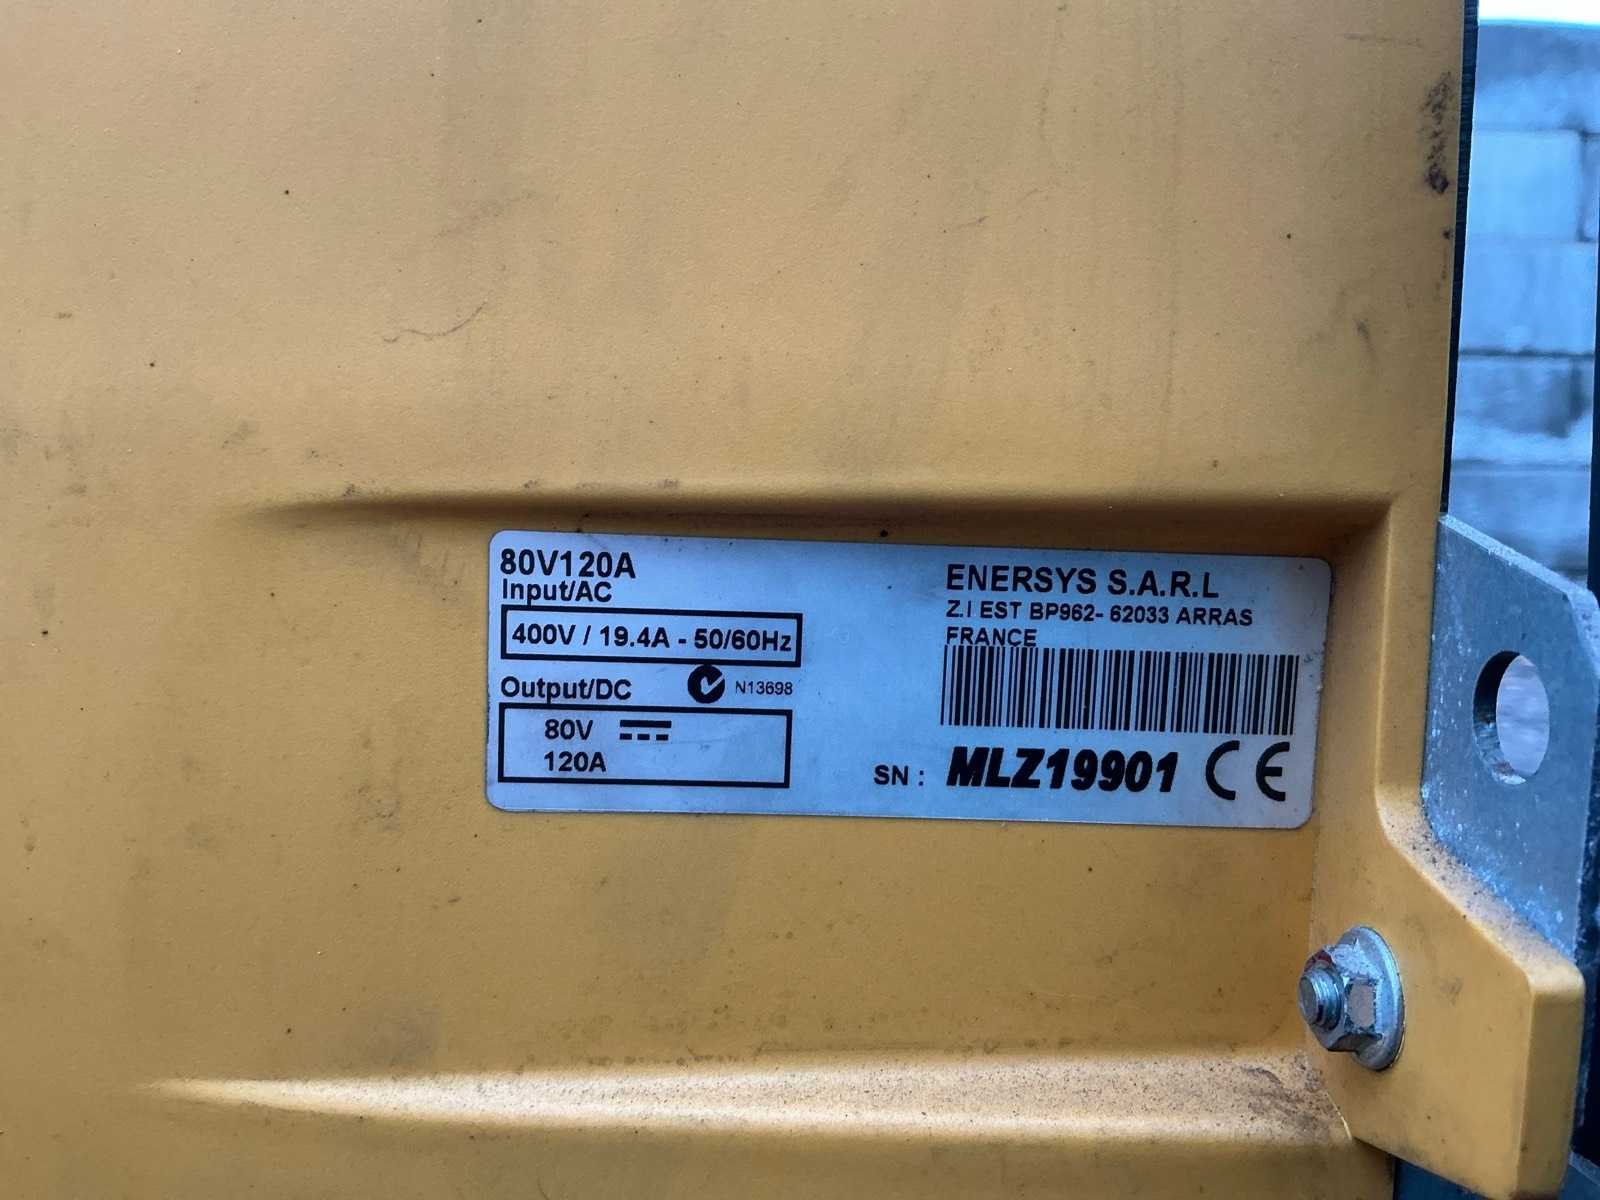 80V120A
Input/AC
400V / 19.4A - 50/60Hz
Output/DC
N13698
80V
120A
ENERSYS S.A.R.L
Z.I EST BP962- 62033 ARRAS
FRANCE
SN : MLZ19901 CE